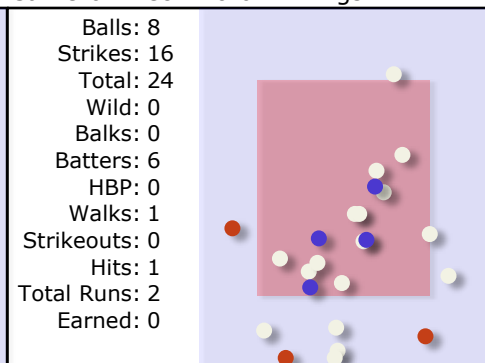 Balls: 8
Strikes: 16
Total: 24
Wild: 0
Balks: 0
Batters: 6
HBP: 0
Walks: 1
Strikeouts: 0
Hits: 1
Total Runs: 2
Earned: 0